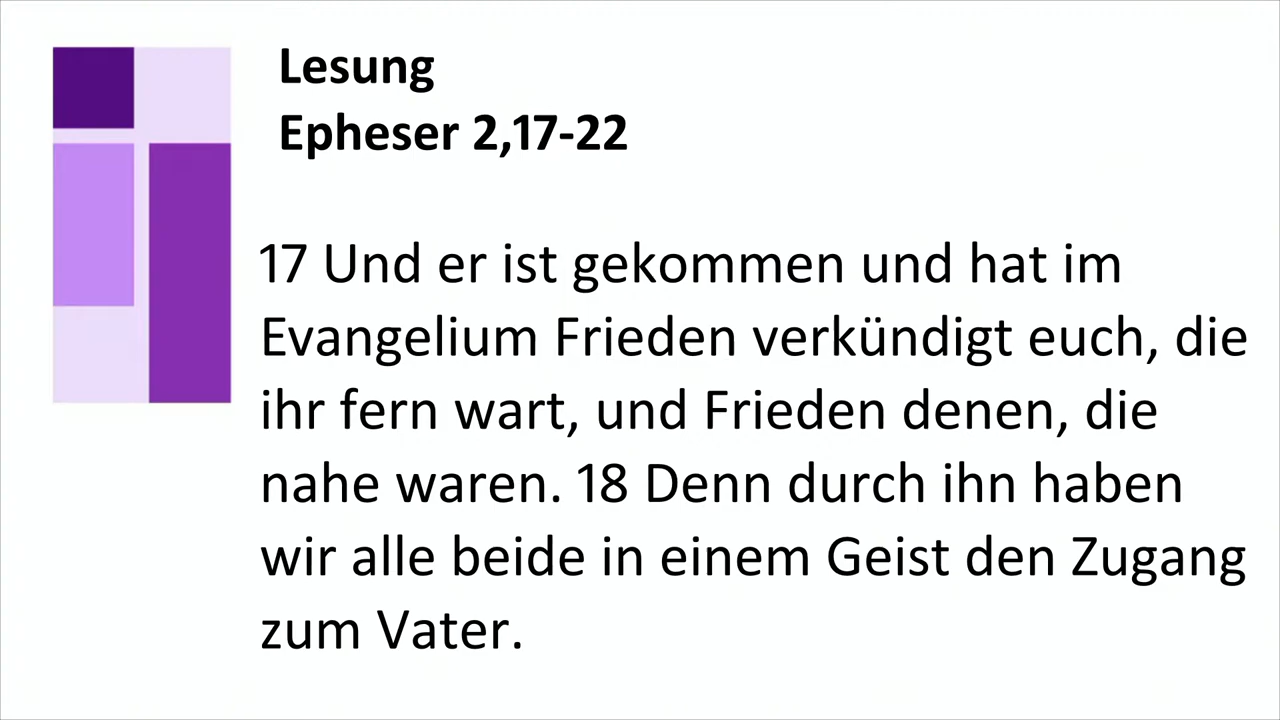 Lesung
Epheser 2,17-22
17 Und er ist gekommen und hat im
Evangelium Frieden verkündigt euch, die
ihr fern wart, und Frieden denen, die
nahe waren. 18 Denn durch ihn haben
wir alle beide in einem Geist den Zugang
zum Vater.